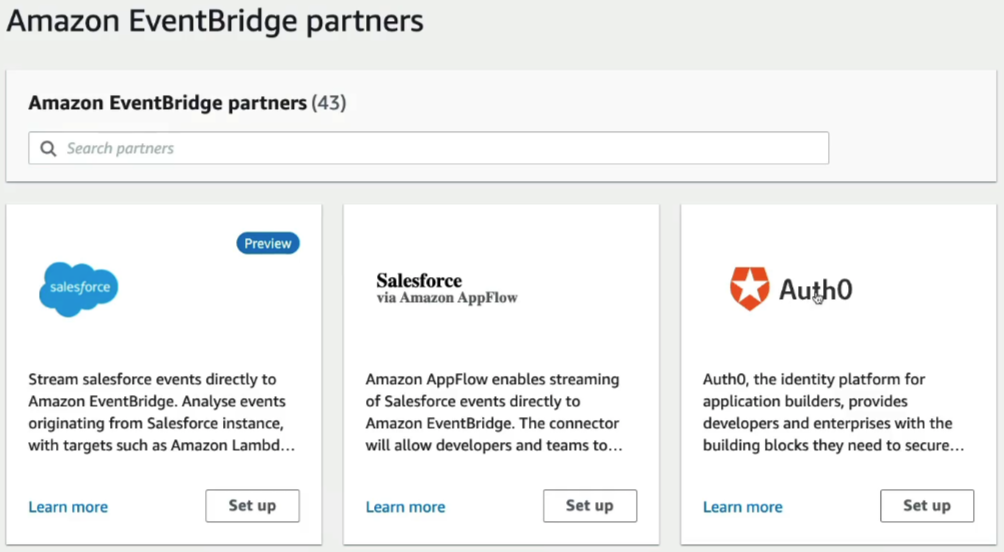 Amazon EventBridge partners
Amazon EventBridge partners (43)
Search partners
Preview
salesforce
Stream salesforce events directly to
Amazon EventBridge. Analyse events
originating from Salesforce instance,
with targets such as Amazon Lambd...
Learn more
Set up
Salesforce
via Amazon AppFlow
Amazon AppFlow enables streaming
of Salesforce events directly to
Amazon EventBridge. The connector
will allow developers and teams to...
Learn more
Set up
Auth0
Auth0, the identity platform for
application builders, provides
developers and enterprises with the
building blocks they need to secure...
Learn more
Set up